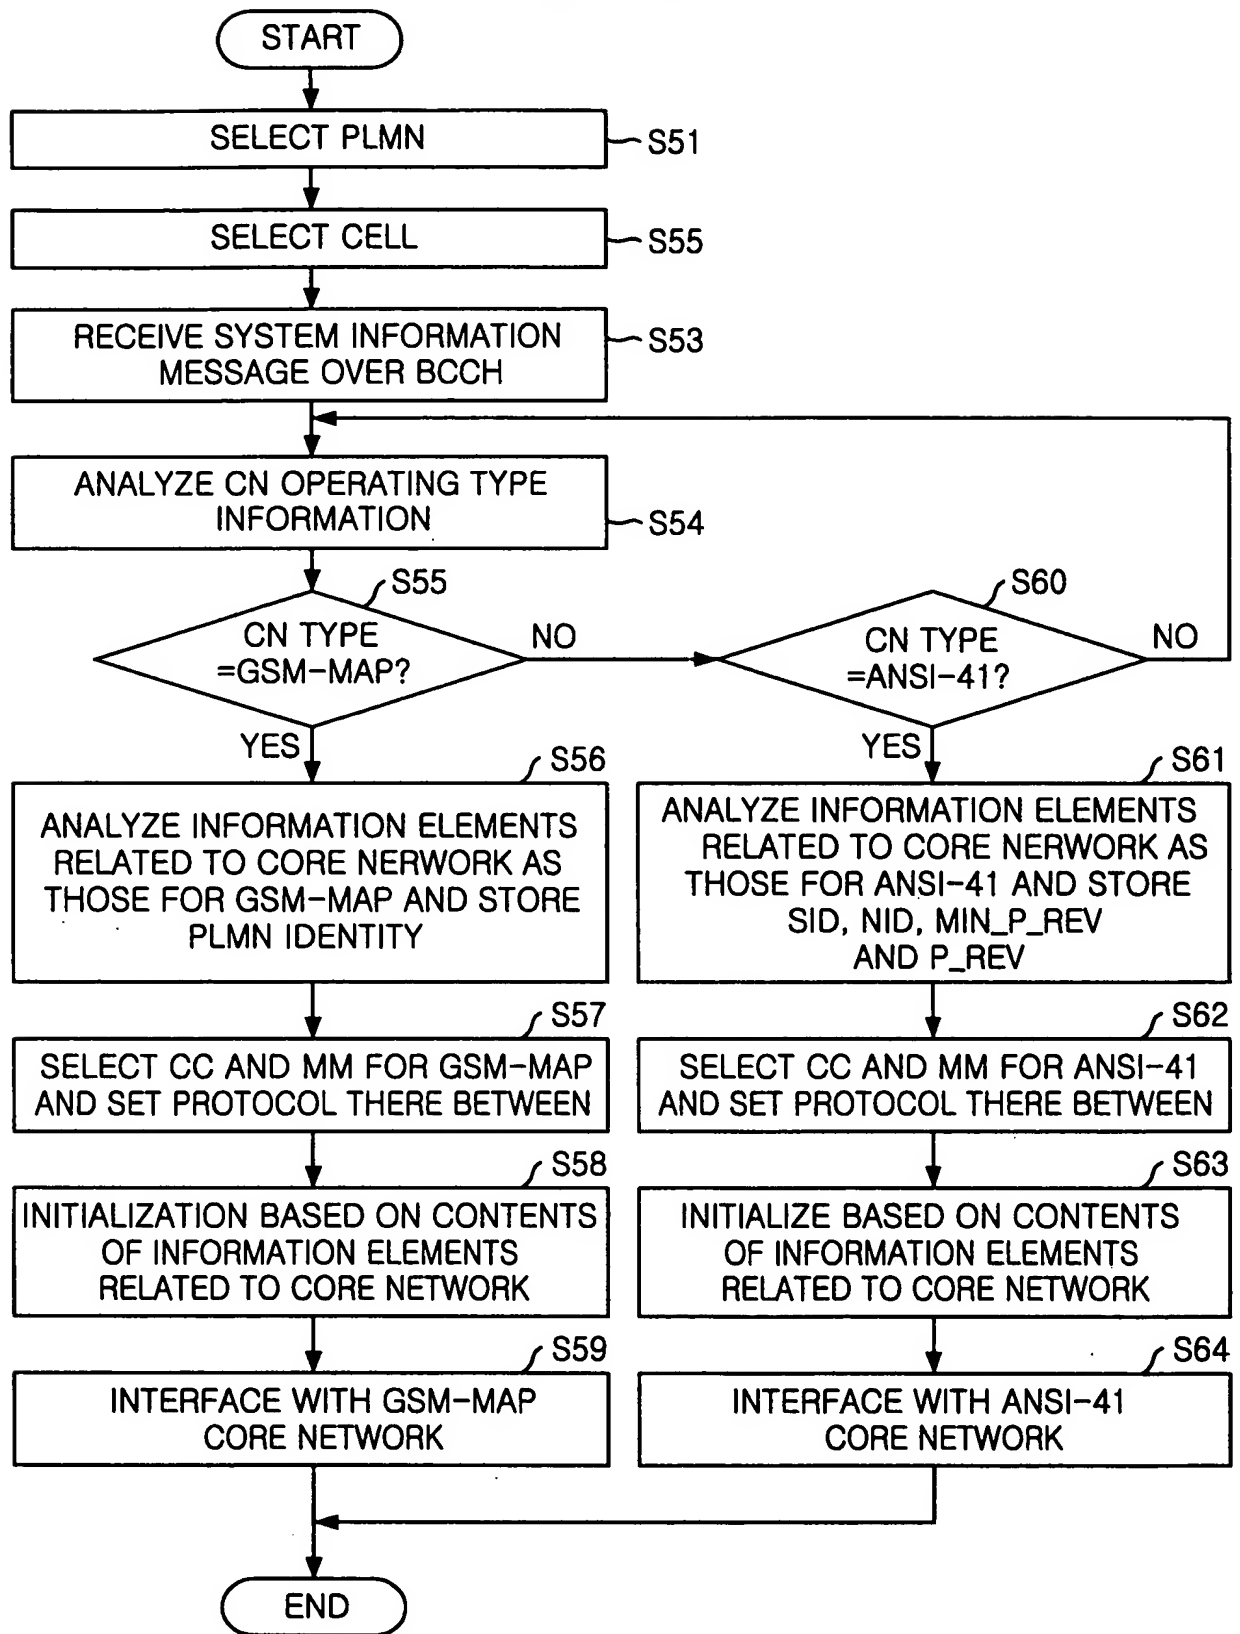 START
SELECT PLMN
S51
SELECT CELL
S55
RECEIVE SYSTEM INFORMATION
MESSAGE OVER BCCH
S53
ANALYZE CN OPERATING TYPE
INFORMATION
S54
S55
CN TYPE
=GSM-MAP?
NO
YES
S60
CN TYPE
=ANSI-41?
NO
YES
S56
ANALYZE INFORMATION ELEMENTS
RELATED TO CORE NERWORK AS
THOSE FOR GSM-MAP AND STORE
PLMN IDENTITY
S61
ANALYZE INFORMATION ELEMENTS
RELATED TO CORE NERWORK AS
THOSE FOR ANSI-41 AND STORE
SID, NID, MIN_P_REV
AND P_REV
S57
SELECT CC AND MM FOR GSM-MAP
AND SET PROTOCOL THERE BETWEEN
S62
SELECT CC AND MM FOR ANSI-41
AND SET PROTOCOL THERE BETWEEN
S58
INITIALIZATION BASED ON CONTENTS
OF INFORMATION ELEMENTS
RELATED TO CORE NETWORK
S63
INITIALIZE BASED ON CONTENTS
OF INFORMATION ELEMENTS
RELATED TO CORE NETWORK
S59
INTERFACE WITH GSM-MAP
CORE NETWORK
S64
INTERFACE WITH ANSI-41
CORE NETWORK
END